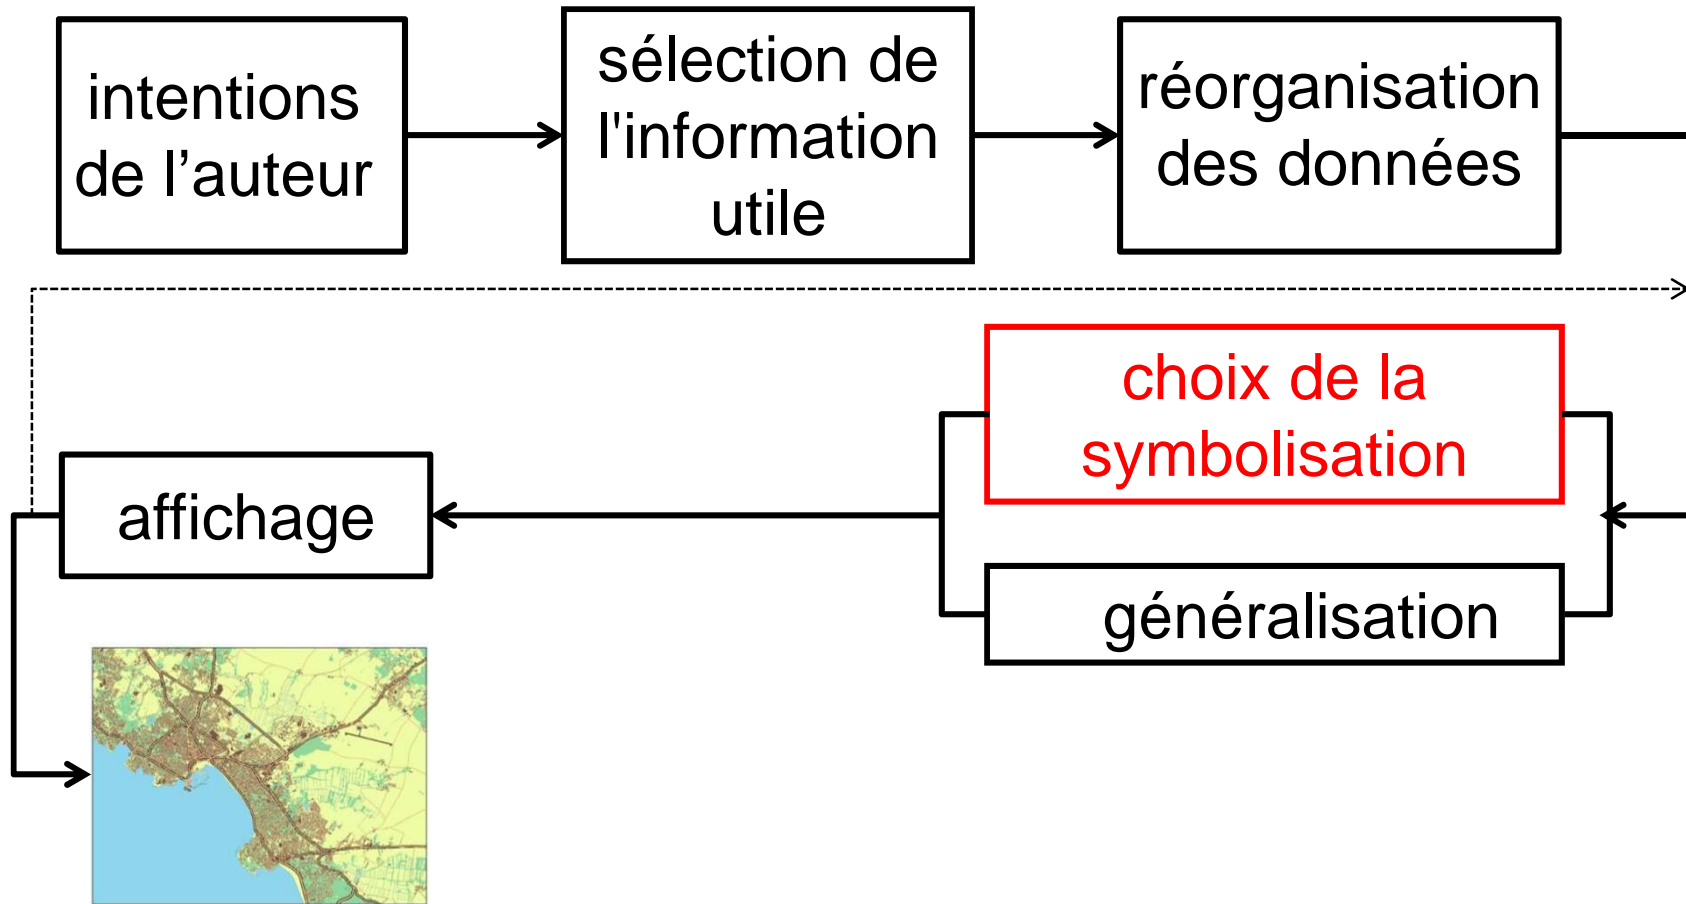 intentions
de l’auteur
sélection de
l'information
utile
réorganisation
des données
choix de la
symbolisation
généralisation
affichage